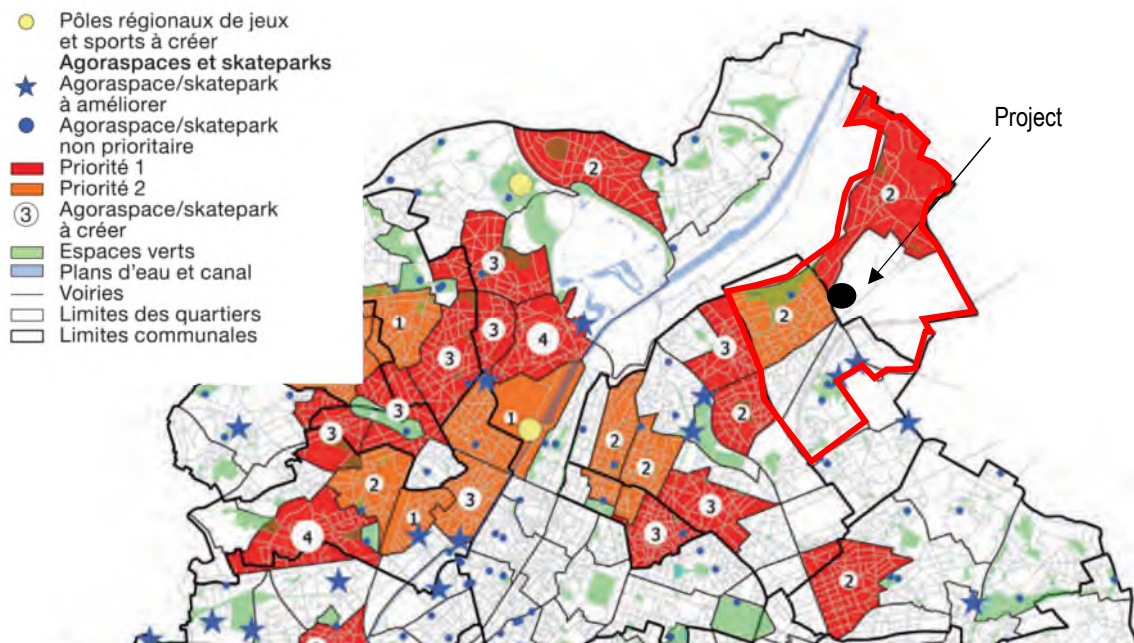 Pôles régionaux de jeux
et sports à créer
Agoraspaces et skateparks
Agoraspace/skatepark
à améliorer
Agoraspace/skatepark
non prioritaire
Priorité 1
Priorité 2
3 Agoraspace/skatepark
à créer
Espaces verts
Plans d'eau et canal
Voiries
Limites des quartiers
Limites communales
Project
2
2
3
2
1
3
4
3
3
3
2
1
3
2
2
2
3
3
1
3
4
2